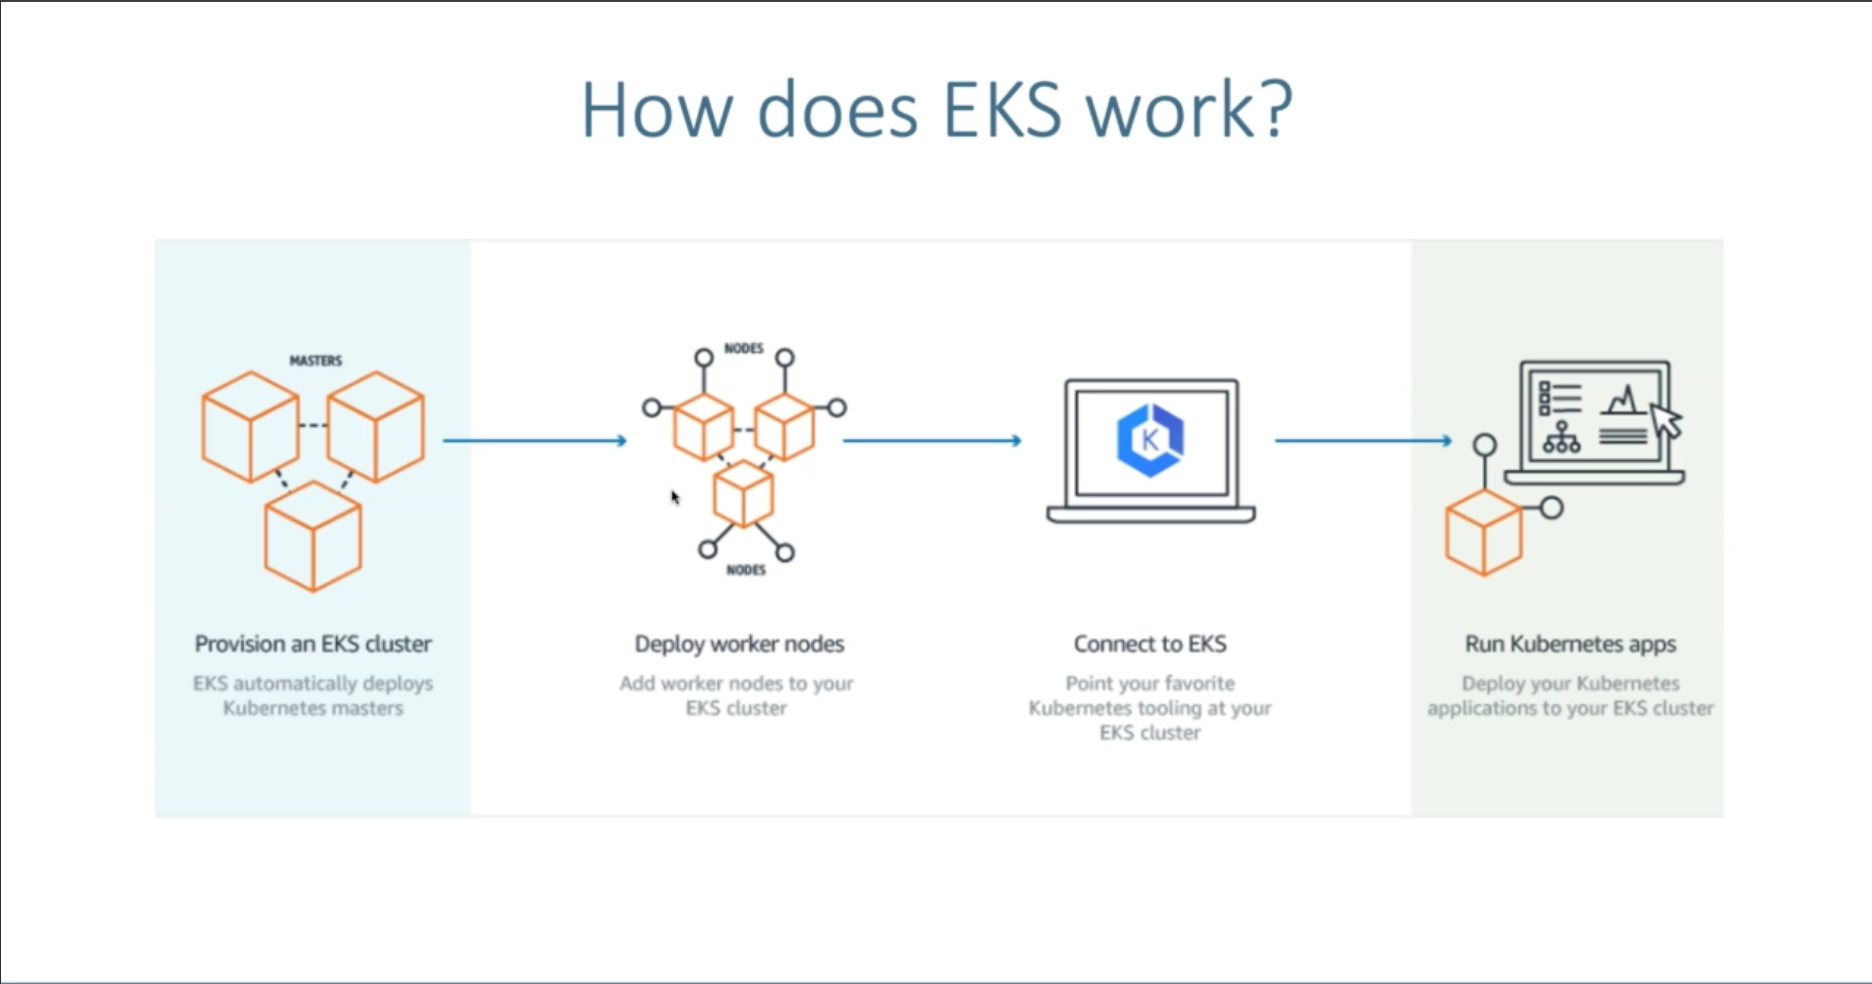 How does EKS work?
MASTERS
Provision an EKS cluster
EKS automatically deploys
Kubernetes masters
NODES
NODES
Deploy worker nodes
Add worker nodes to your
EKS cluster
K
Connect to EKS
Point your favorite
Kubernetes tooling at your
EKS cluster
Run Kubernetes apps
Deploy your Kubernetes
applications to your EKS cluster